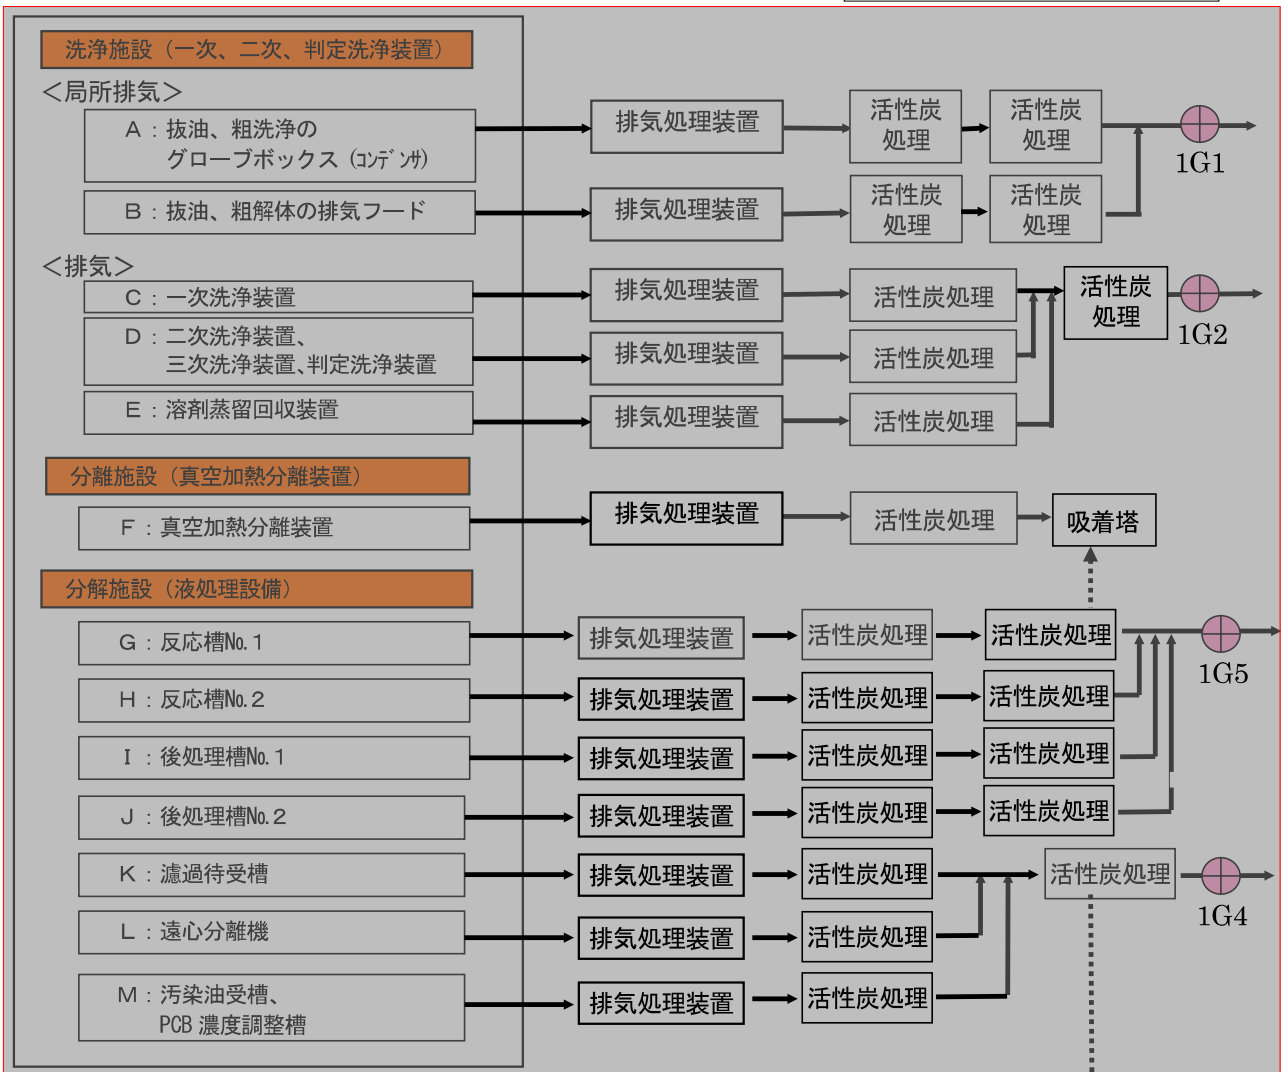 洗浄施設（一次、二次、判定洗浄装置）
＜局所排気＞
A：抜油、粗洗浄の
グローブボックス（ｺﾝﾃﾞﾝｻ）
排気処理装置
活性炭
処理
活性炭
処理
1G1
B：抜油、粗解体の排気フード
排気処理装置
活性炭
処理
活性炭
処理
＜排気＞
C：一次洗浄装置
排気処理装置
活性炭処理
活性炭
処理
1G2
D：二次洗浄装置、
三次洗浄装置、判定洗浄装置
排気処理装置
活性炭処理
E：溶剤蒸留回収装置
排気処理装置
活性炭処理
分離施設（真空加熱分離装置）
F：真空加熱分離装置
排気処理装置
活性炭処理
吸着塔
分解施設（液処理設備）
G：反応槽№1
排気処理装置
活性炭処理
活性炭処理
1G5
H：反応槽№2
排気処理装置
活性炭処理
活性炭処理
I：後処理槽№1
排気処理装置
活性炭処理
活性炭処理
J：後処理槽№2
排気処理装置
活性炭処理
活性炭処理
K：濾過待受槽
排気処理装置
活性炭処理
活性炭処理
1G4
L：遠心分離機
排気処理装置
活性炭処理
M：汚染油受槽、
PCB 濃度調整槽
排気処理装置
活性炭処理